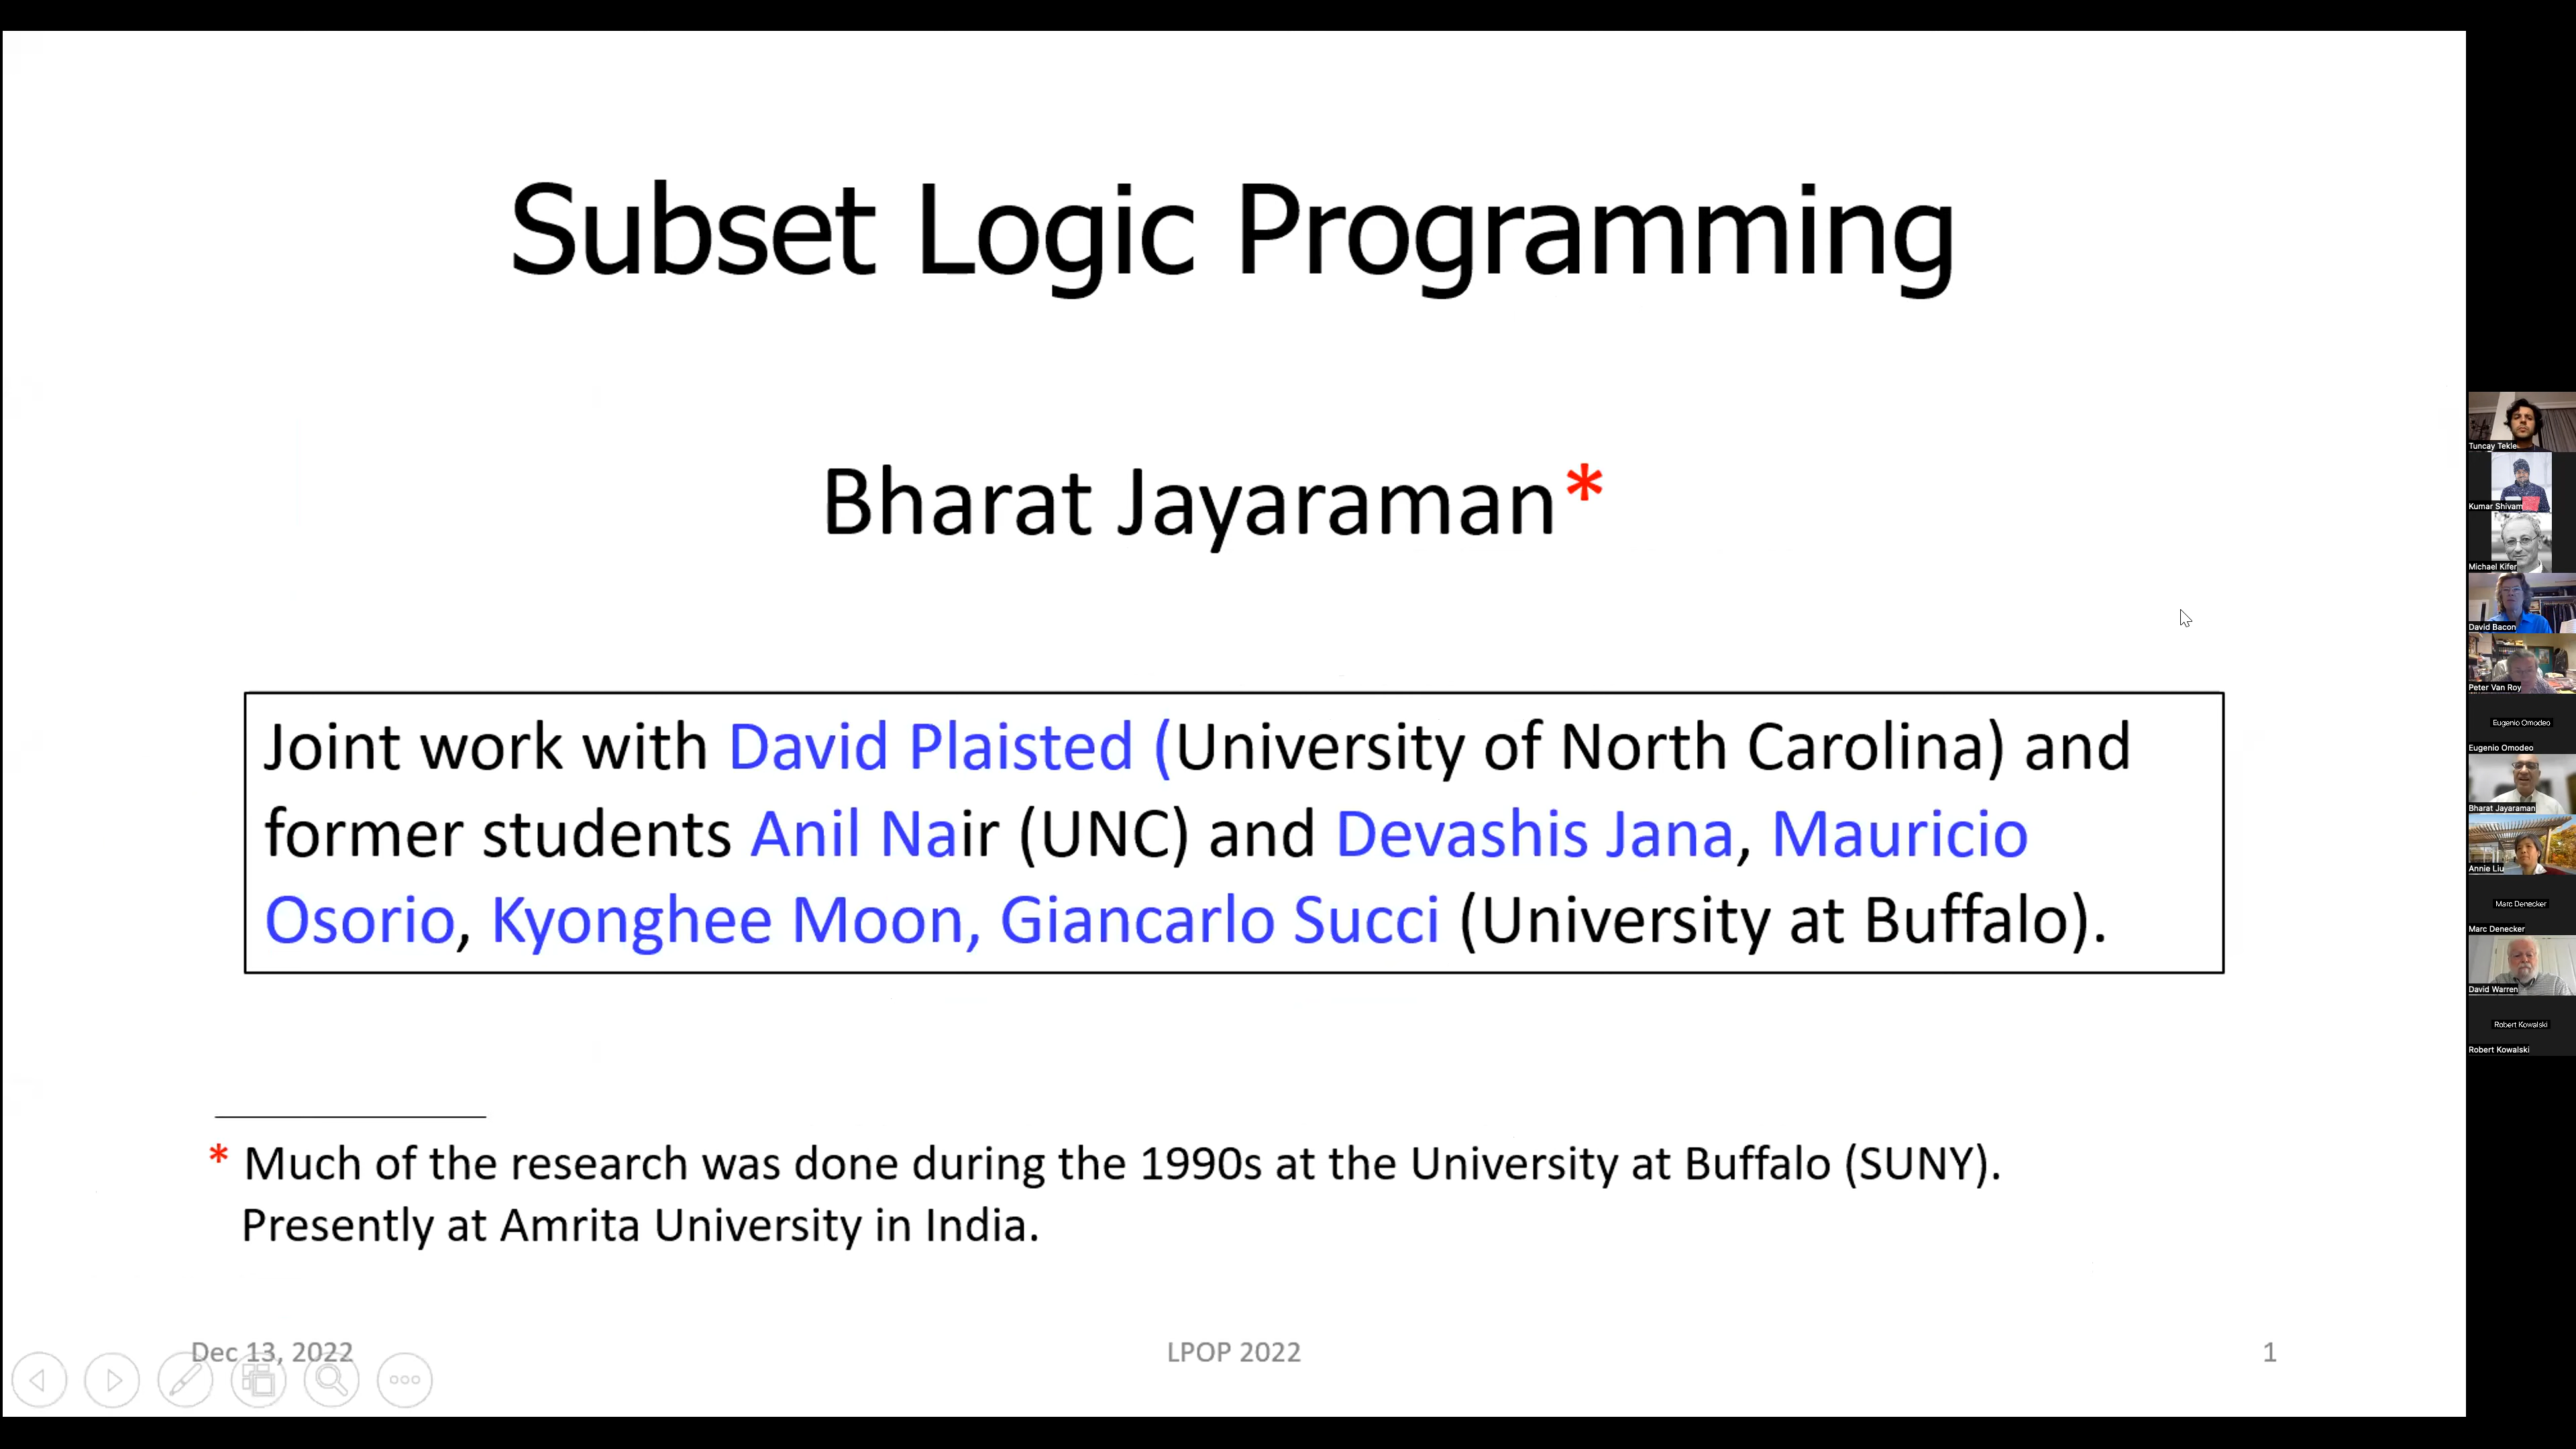 Subset Logic Programming
Bharat Jayaraman*
Joint work with David Plaisted (University of North Carolina) and
former students Anil Nair (UNC) and Devashis Jana, Mauricio
Osorio, Kyonghee Moon, Giancarlo Succi (University at Buffalo).
* Much of the research was done during the 1990s at the University at Buffalo (SUNY).
Presently at Amrita University in India.
Dec 13, 2022
LPOP 2022
1
Tuncay Tekle
Kumar Shivam
Michael Kifer
David Bacon
Peter Van Roy
Eugenio Omodeo
Eugenio Omodeo
Bharat Jayaraman
Annie Liu
Marc Denecker
Marc Denecker
David Warren
Robert Kowalski
Robert Kowalski